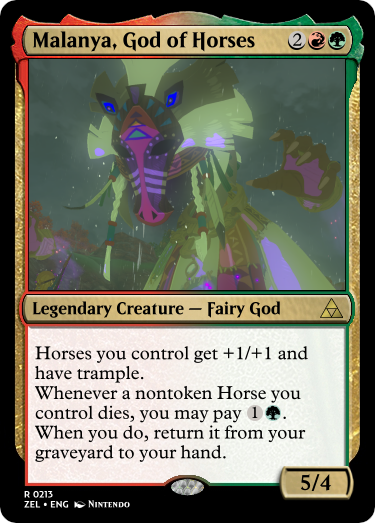 Malanya, God of Horses 2
Legendary Creature — Fairy God
Horses you control get +1/+1 and
have trample.
Whenever a nontoken Horse you
control dies, you may pay 1.
When you do, return it from your
graveyard to your hand.
5/4
R 0213
ZEL • ENG Nintendo